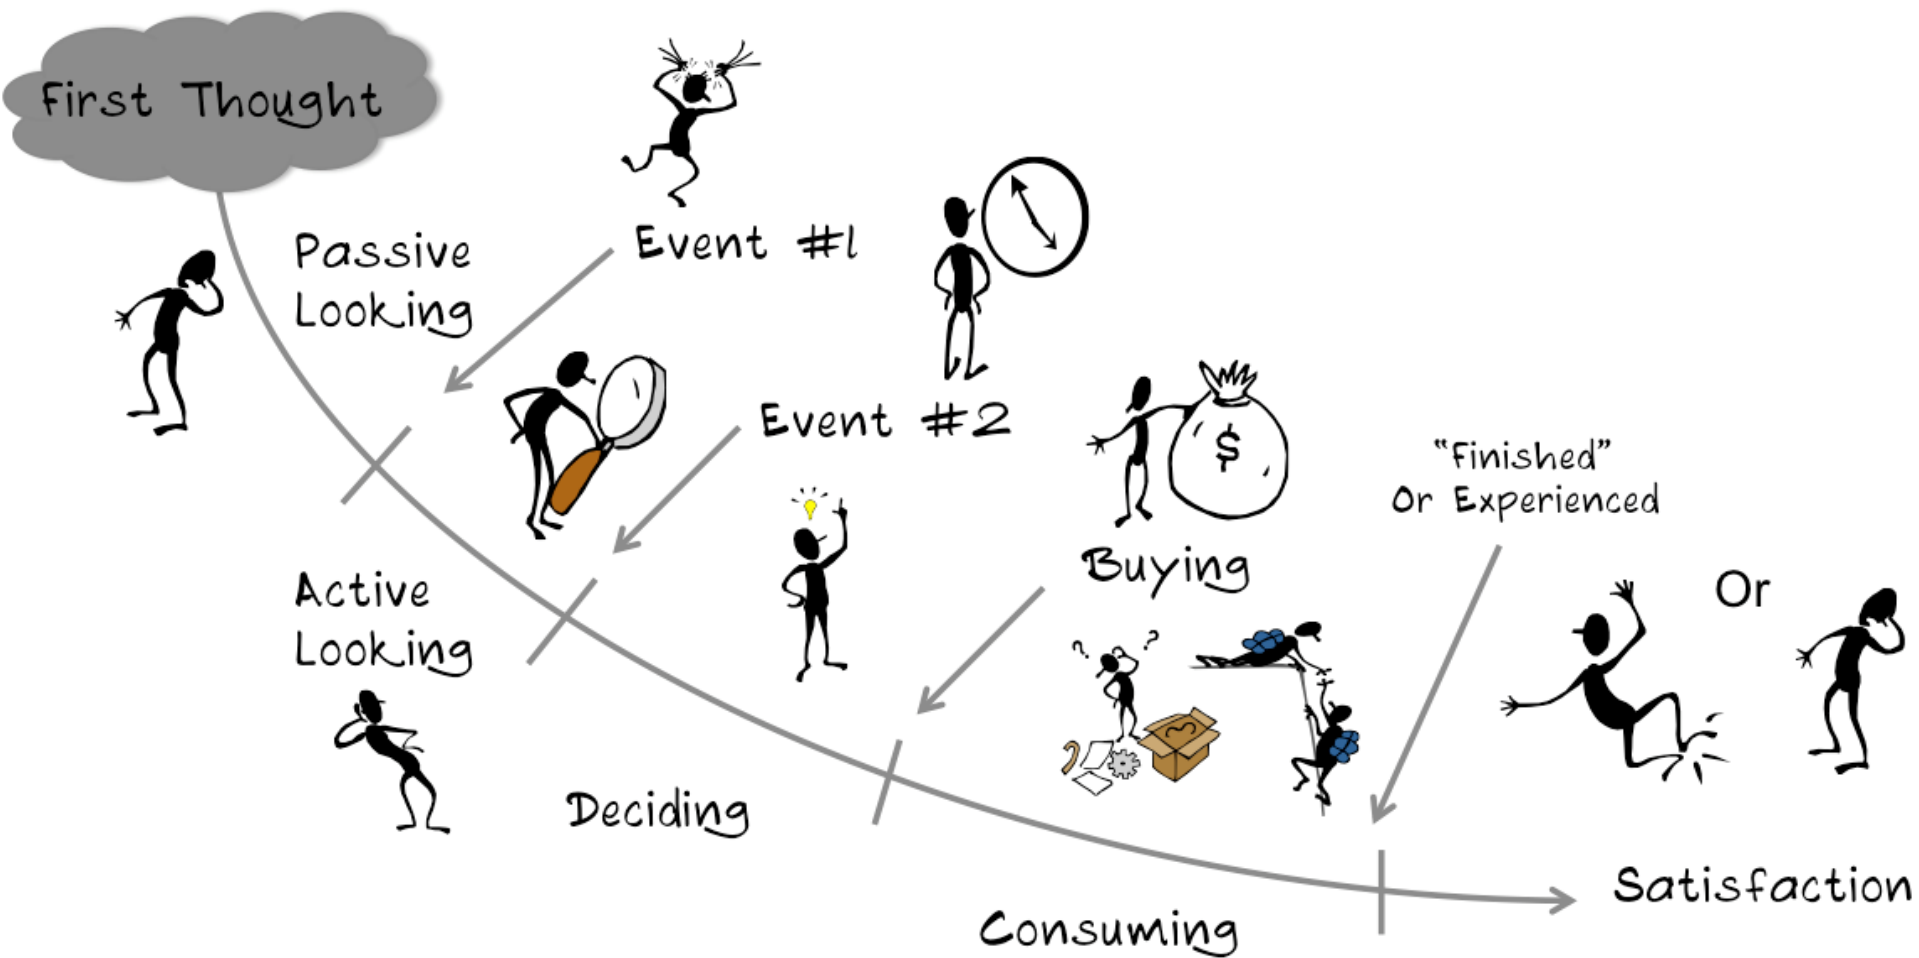 First Thought
Passive
Looking
Event #1
Event #2
Active
Looking
Deciding
$
Buying
? ?
Consuming
“Finished”
Or Experienced
Or
Satisfaction